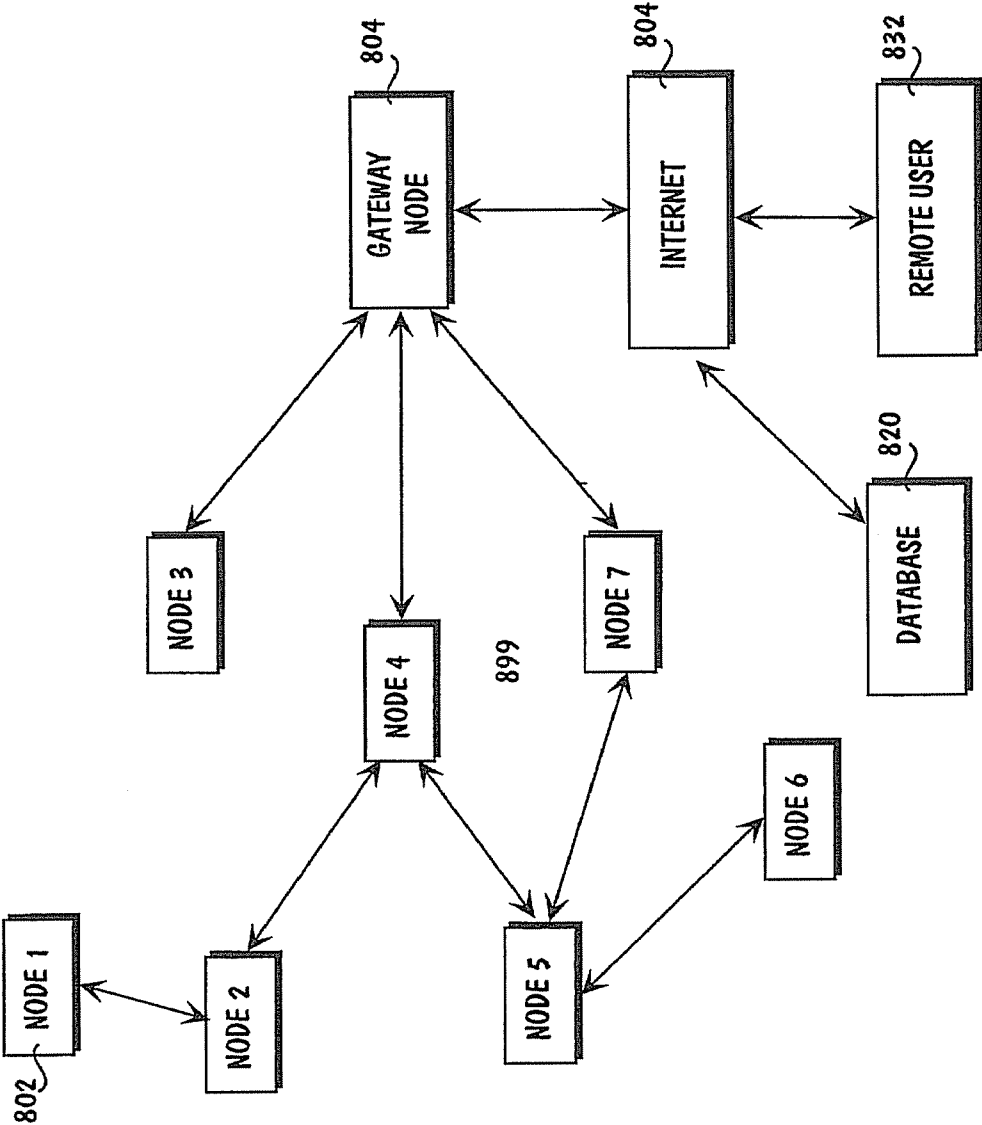 802
NODE 1
NODE 2
NODE 3
NODE 4
NODE 5
NODE 6
NODE 7
899
GATEWAY
NODE
804
INTERNET
804
DATABASE
820
REMOTE USER
832